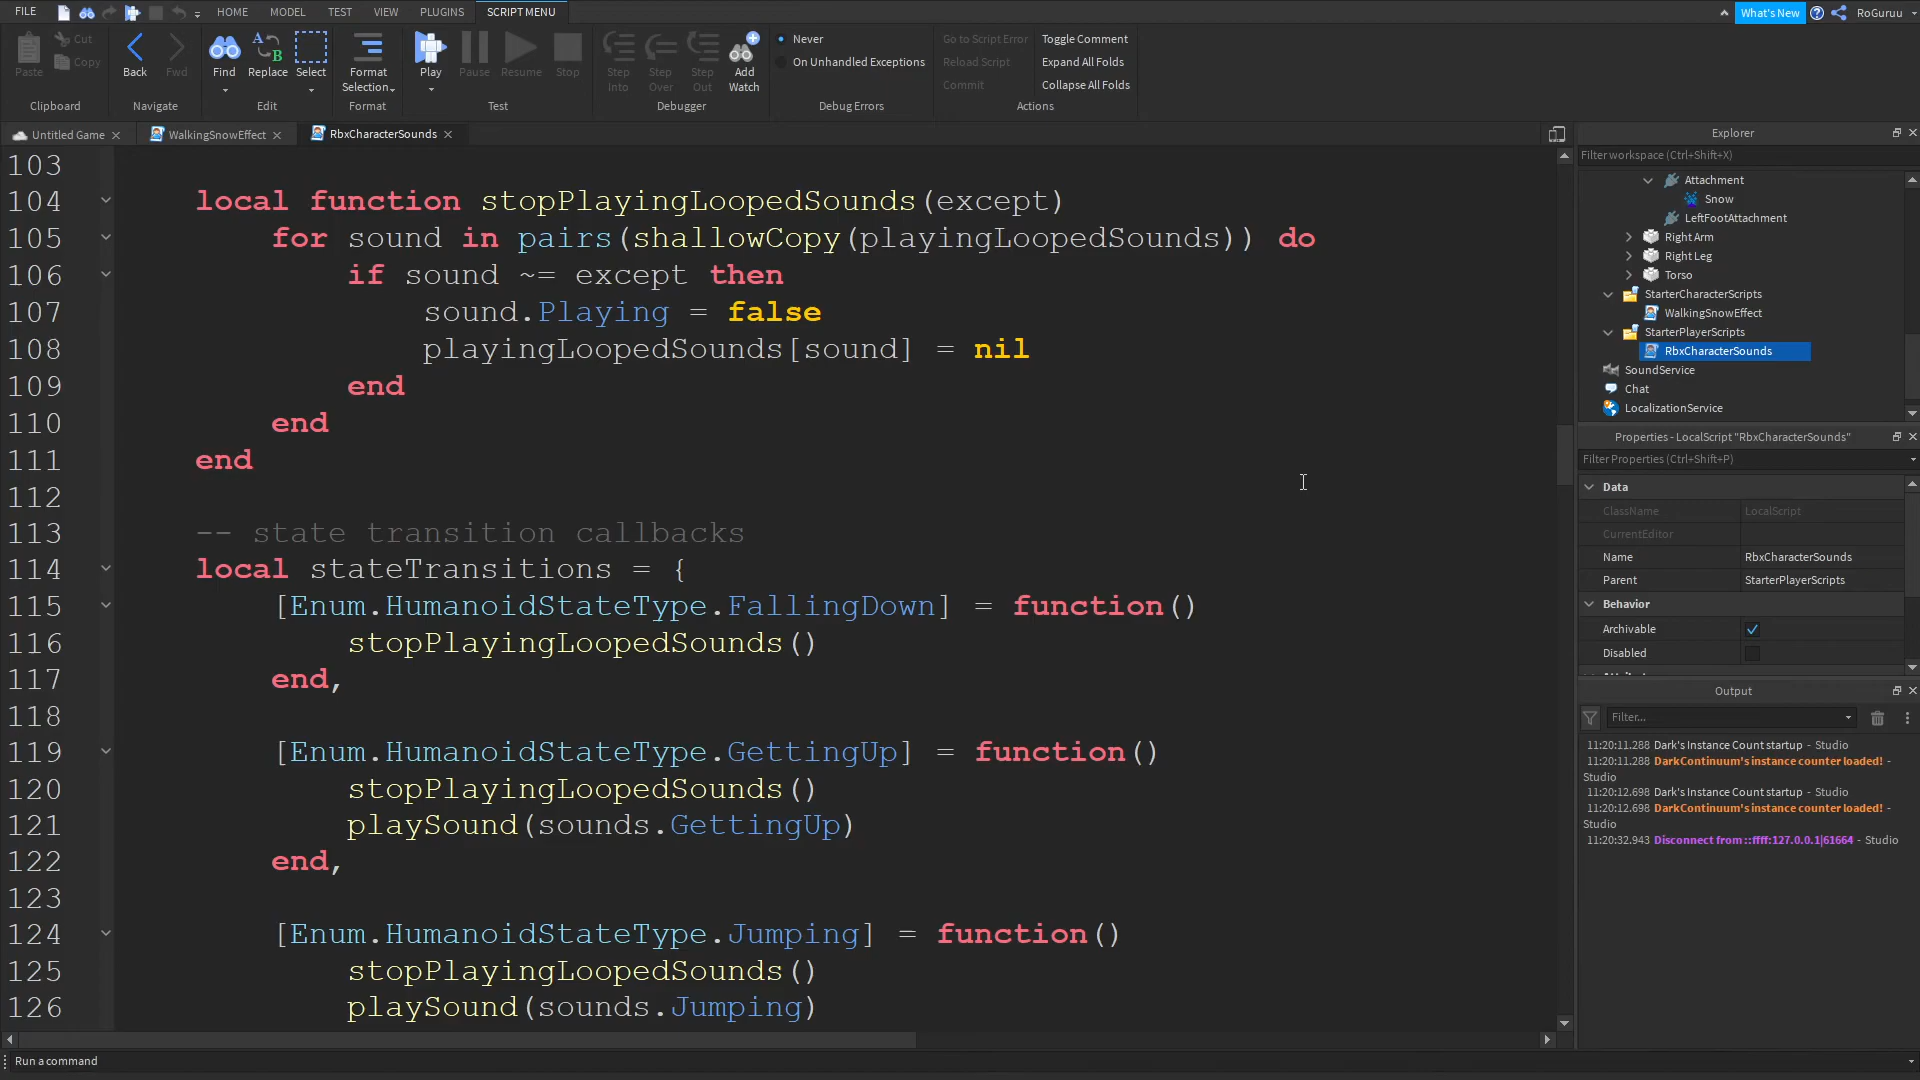 FILE
HOME
MODEL
TEST
VIEW
PLUGINS
SCRIPT MENU
What's New
RoGuruu
Paste
Cut
Copy
Clipboard
Back
Fwd
Navigate
Find
Replace
Select
Edit
Format Selection
Format
Play
Pause
Resume
Stop
Test
Step Into
Step Over
Step Out
Add Watch
Debugger
Never
On Unhandled Exceptions
Debug Errors
Go to Script Error
Reload Script
Commit
Toggle Comment
Expand All Folds
Collapse All Folds
Actions
Untitled Game
WalkingSnowEffect
RbxCharacterSounds
103
104 local function stopPlayingLoopedSounds(except)
105 for sound in pairs(shallowCopy(playingLoopedSounds)) do
106 if sound ~= except then
107 sound.Playing = false
108 playingLoopedSounds[sound] = nil
109 end
110 end
111 end
112
113 -- state transition callbacks
114 local stateTransitions = {
115 [Enum.HumanoidStateType.FallingDown] = function()
116 stopPlayingLoopedSounds()
117 end,
118
119 [Enum.HumanoidStateType.GettingUp] = function()
120 stopPlayingLoopedSounds()
121 playSound(sounds.GettingUp)
122 end,
123
124 [Enum.HumanoidStateType.Jumping] = function()
125 stopPlayingLoopedSounds()
126 playSound(sounds.Jumping)
Explorer
Filter workspace (Ctrl+Shift+X)
Attachment
Snow
LeftFootAttachment
Right Arm
Right Leg
Torso
StarterCharacterScripts
WalkingSnowEffect
StarterPlayerScripts
RbxCharacterSounds
SoundService
Chat
LocalizationService
Properties - LocalScript "RbxCharacterSounds"
Filter Properties (Ctrl+Shift+P)
Data
ClassName LocalScript
CurrentEditor
Name RbxCharacterSounds
Parent StarterPlayerScripts
Behavior
Archivable
Disabled
Output
Filter...
11:20:11.288 Dark's Instance Count startup - Studio
11:20:11.288 DarkContinuum's instance counter loaded! -
Studio
11:20:12.698 Dark's Instance Count startup - Studio
11:20:12.698 DarkContinuum's instance counter loaded! -
Studio
11:20:32.943 Disconnect from ::ffff:127.0.0.1|61664 - Studio
Run a command